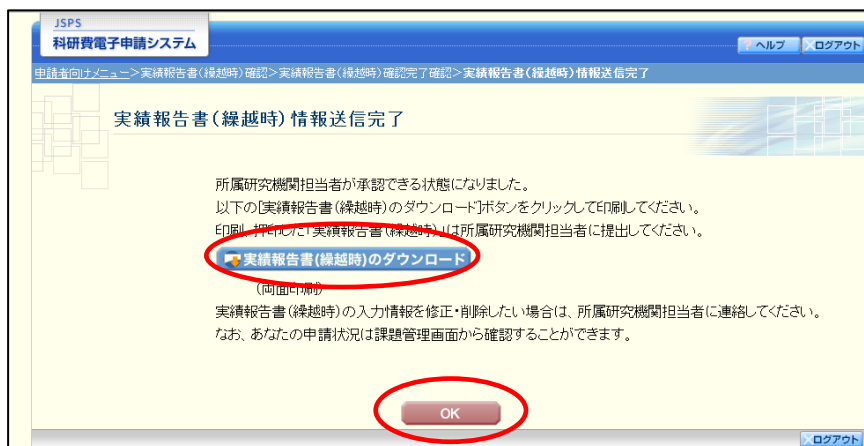 JSPS
科研費電子申請システム
? ヘルプ
×ログアウト
申請者向けメニュー>実績報告書(繰越時)確認>実績報告書(繰越時)確認完了確認>実績報告書(繰越時)情報送信完了
実績報告書(繰越時)情報送信完了
所属研究機関担当者が承認できる状態になりました。
以下の[実績報告書(繰越時)のダウンロード]ボタンをクリックして印刷してください。
印刷、押印した「実績報告書(繰越時)」は所属研究機関担当者に提出してください。
実績報告書(繰越時)のダウンロード
(両面印刷)
実績報告書(繰越時)の入力情報を修正・削除したい場合は、所属研究機関担当者に連絡してください。
なお、あなたの申請状況は課題管理画面から確認することができます。
OK
×ログアウト